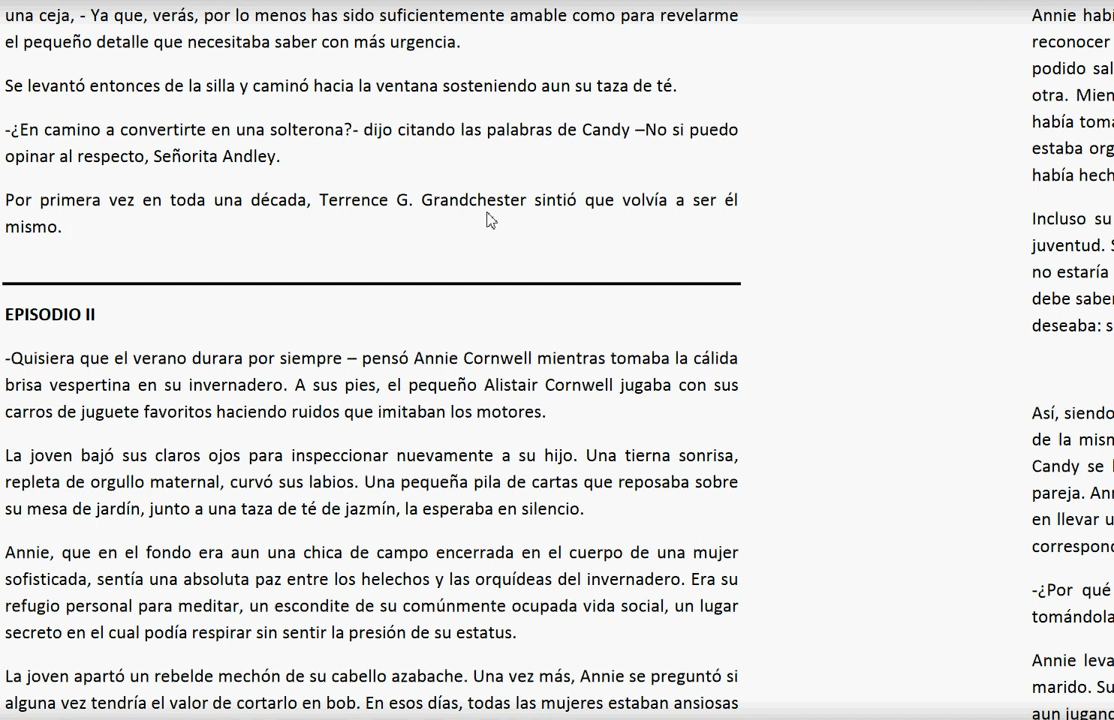 una ceja, - Ya que, verás, por lo menos has sido suficientemente amable como para revelarme
el pequeño detalle que necesitaba saber con más urgencia.
Se levantó entonces de la silla y caminó hacia la ventana sosteniendo aun su taza de té.
-¿En camino a convertirte en una solterona?- dijo citando las palabras de Candy –No si puedo
opinar al respecto, Señorita Andley.
Por primera vez en toda una década, Terrence G. Grandchester sintió que volvía a ser él
mismo.
EPISODIO II
-Quisiera que el verano durara por siempre – pensó Annie Cornwell mientras tomaba la cálida
brisa vespertina en su invernadero. A sus pies, el pequeño Alistair Cornwell jugaba con sus
carros de juguete favoritos haciendo ruidos que imitaban los motores.
La joven bajó sus claros ojos para inspeccionar nuevamente a su hijo. Una tierna sonrisa,
repleta de orgullo maternal, curvó sus labios. Una pequeña pila de cartas que reposaba sobre
su mesa de jardín, junto a una taza de té de jazmín, la esperaba en silencio.
Annie, que en el fondo era aun una chica de campo encerrada en el cuerpo de una mujer
sofisticada, sentía una absoluta paz entre los helechos y las orquídeas del invernadero. Era su
refugio personal para meditar, un escondite de su comúnmente ocupada vida social, un lugar
secreto en el cual podía respirar sin sentir la presión de su estatus.
La joven apartó un rebelde mechón de su cabello azabache. Una vez más, Annie se preguntó si
alguna vez tendría el valor de cortarlo en bob. En esos días, todas las mujeres estaban ansiosas
Annie
reconocer
podido
otra.
había
estaba
había
Incluso su
juventud.
no estaría
debe
deseaba:
Así, siendo
de la
Candy se
pareja.
en llevar
-¿Por qué
Annie
marido. Su
aun